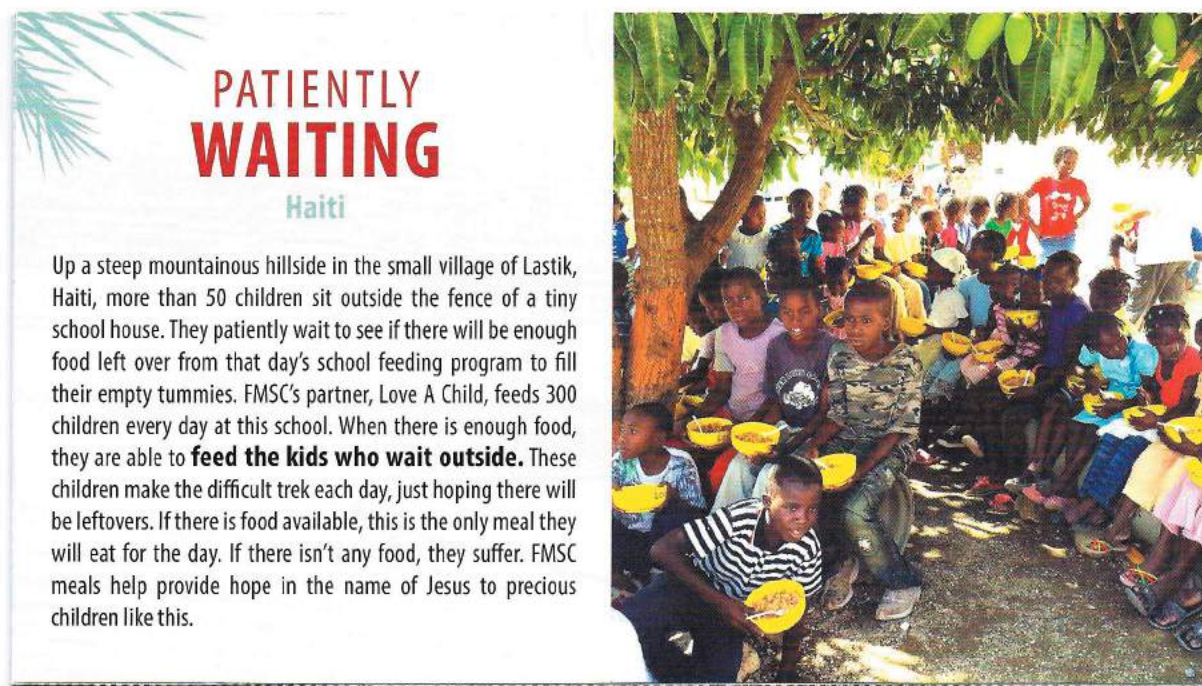 PATIENTLY
WAITING
Haiti
Up a steep mountainous hillside in the small village of Lastik,
Haiti, more than 50 children sit outside the fence of a tiny
school house. They patiently wait to see if there will be enough
food left over from that day's school feeding program to fill
their empty tummies. FMSC's partner, Love A Child, feeds 300
children every day at this school. When there is enough food,
they are able to feed the kids who wait outside. These
children make the difficult trek each day, just hoping there will
be leftovers. If there is food available, this is the only meal they
will eat for the day. If there isn't any food, they suffer. FMSC
meals help provide hope in the name of Jesus to precious
children like this.